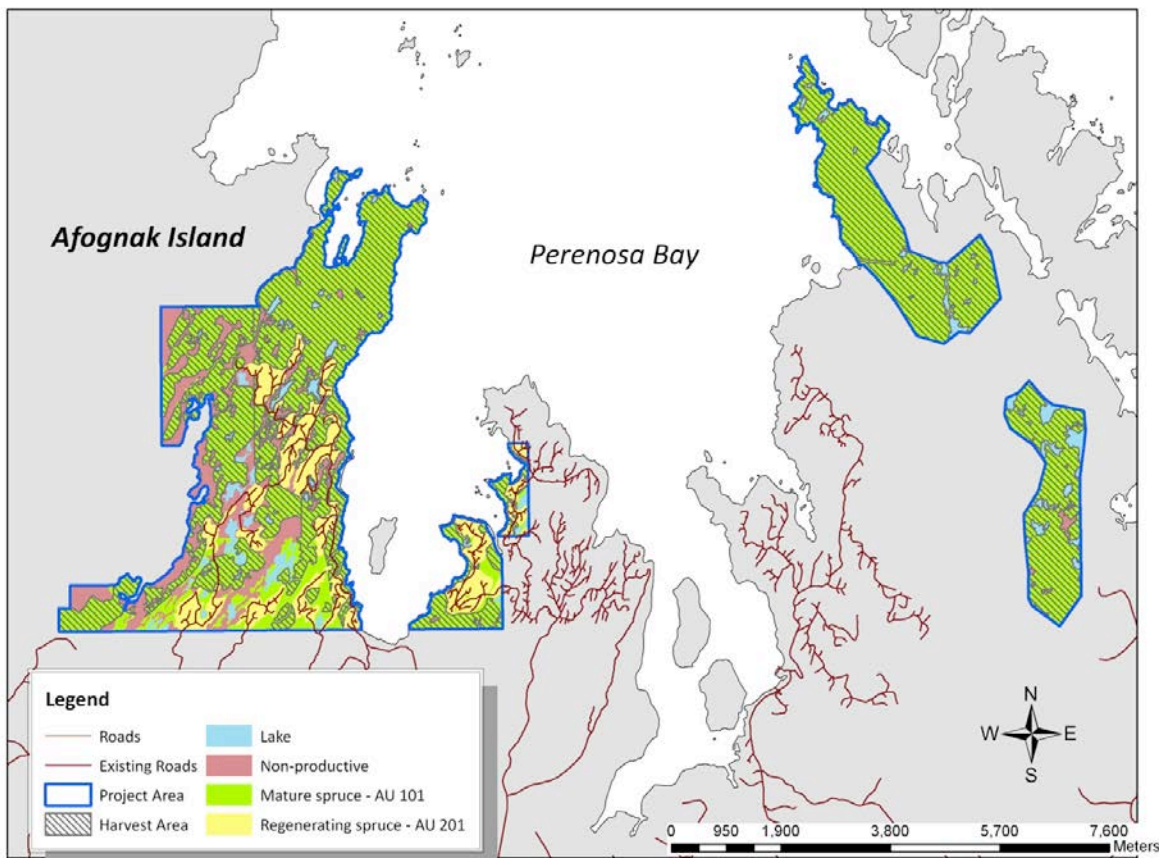 Afognak Island
Perenosa Bay
N
W E
S
Legend
Roads
Existing Roads
Project Area
Harvest Area
Lake
Non-productive
Mature spruce - AU 101
Regenerating spruce - AU 201
0 950 1,900 3,800 5,700 7,600
Meters